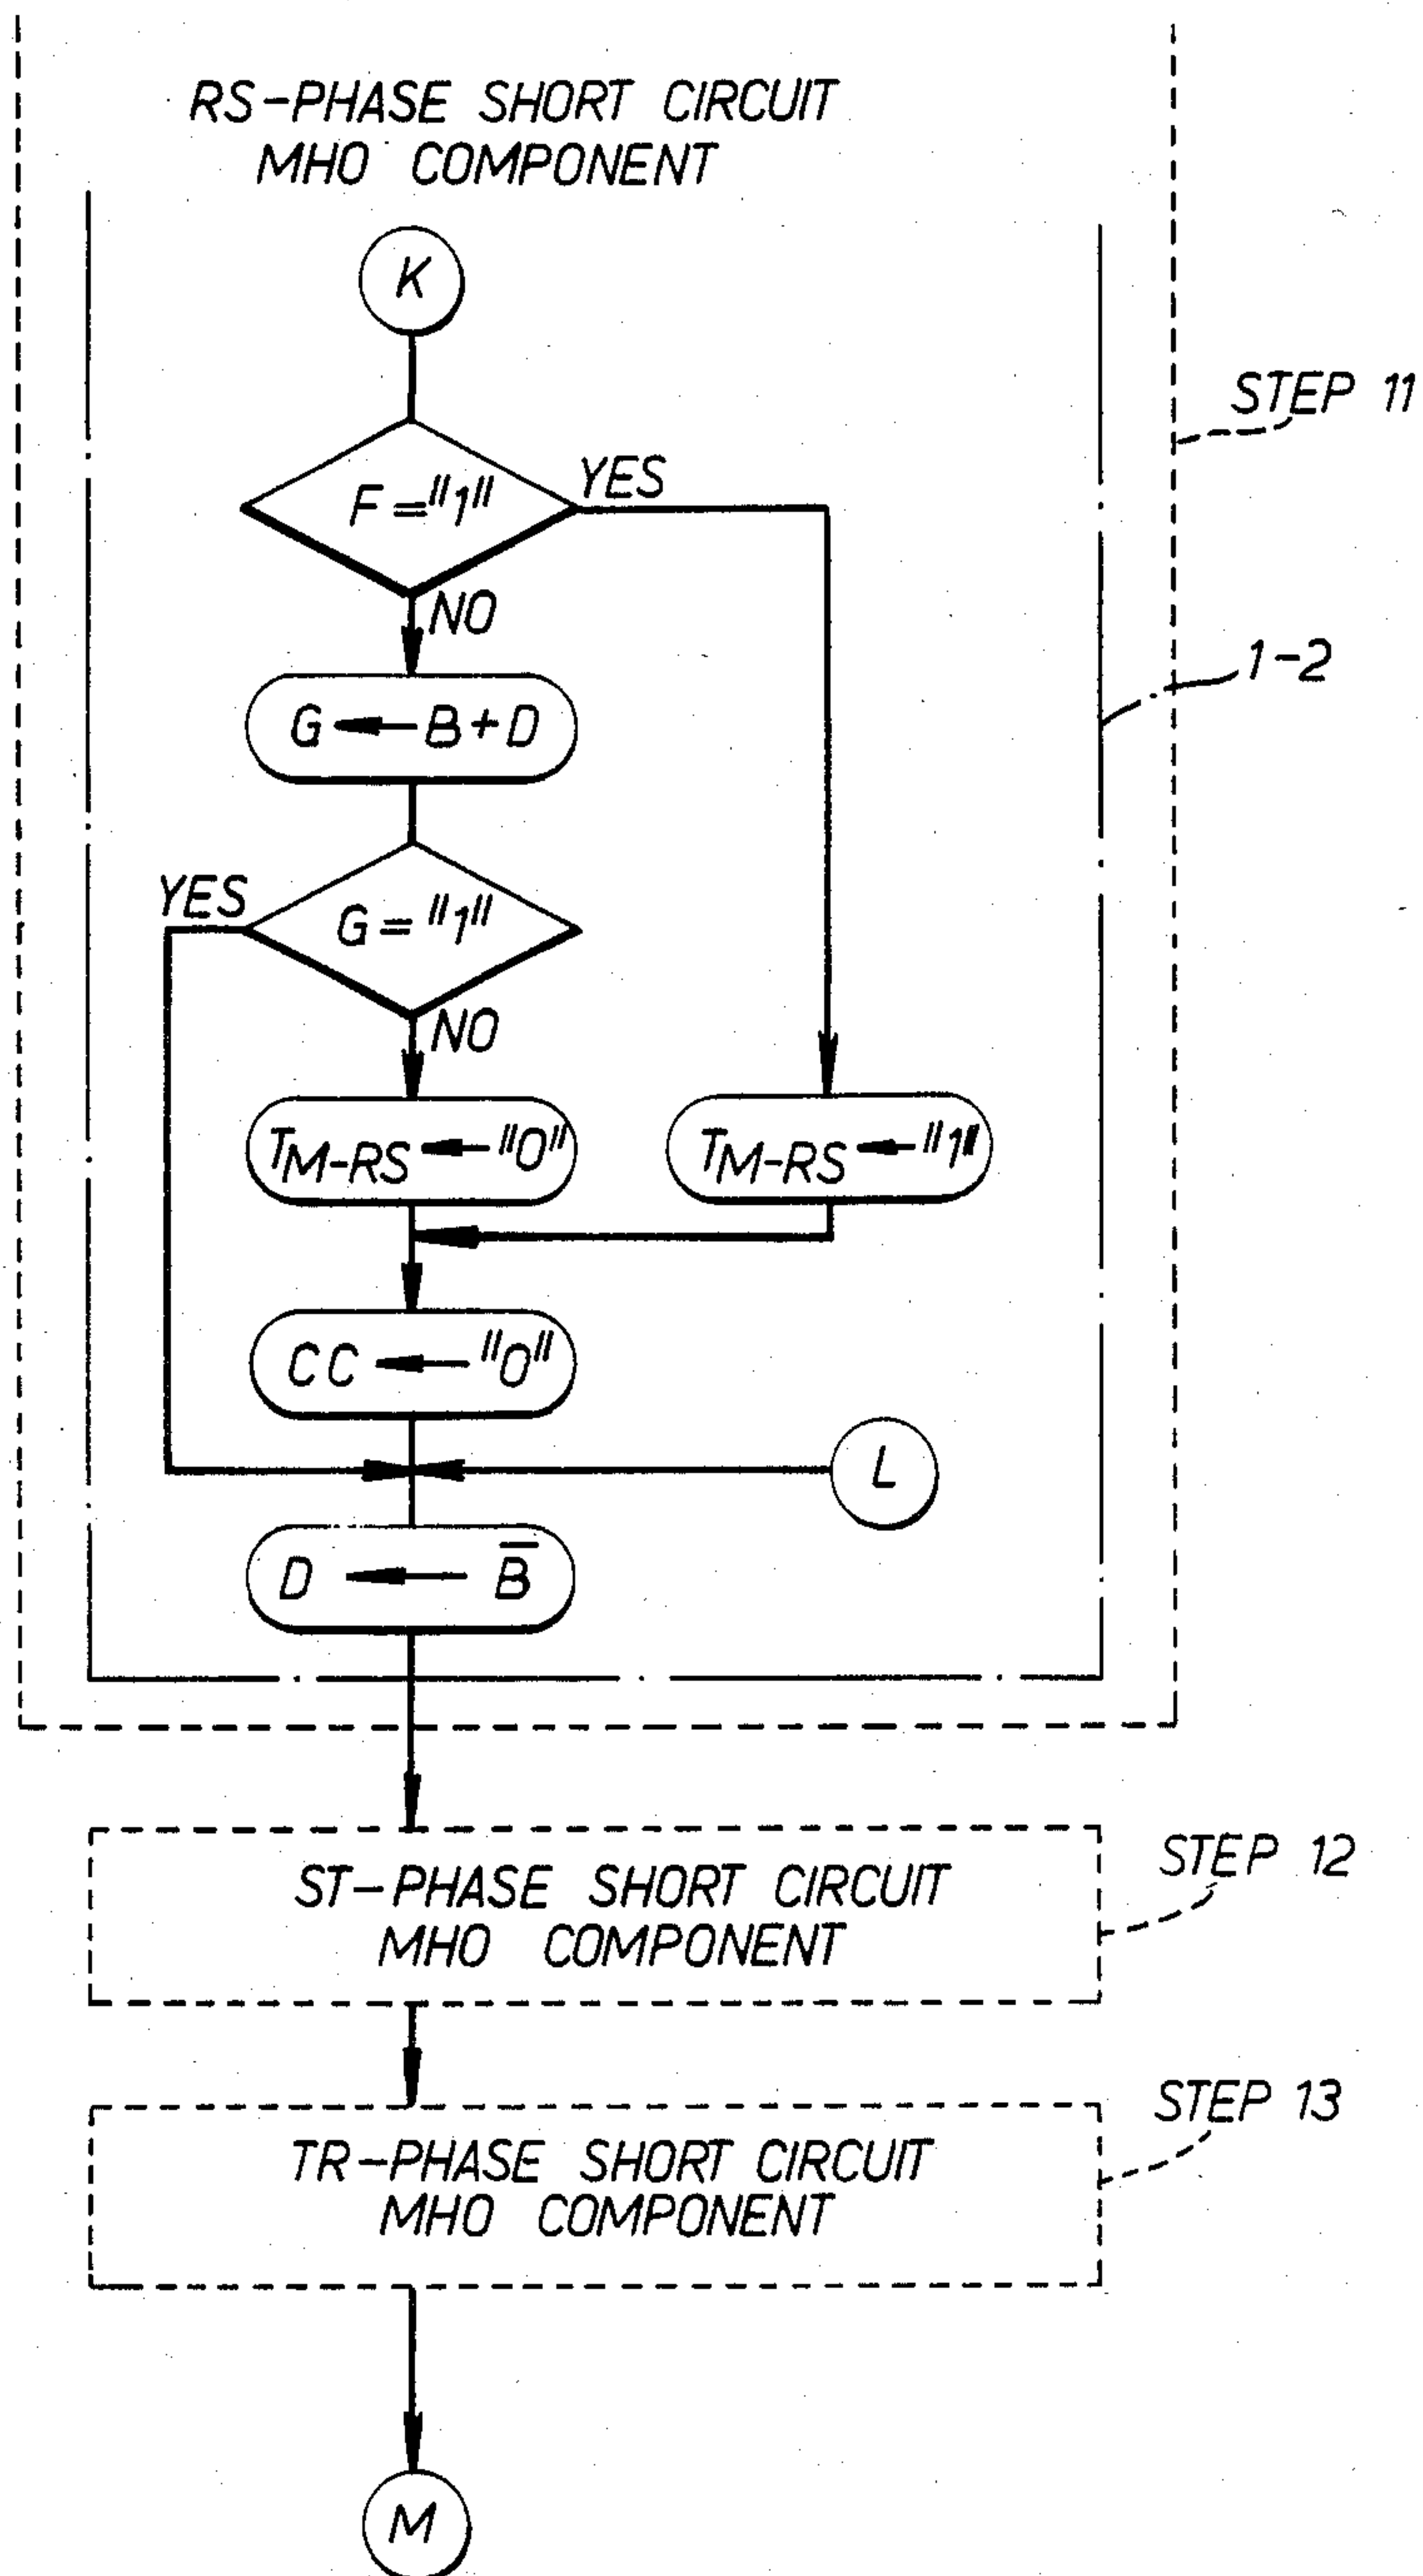 RS-PHASE SHORT CIRCUIT
MHO COMPONENT
K
STEP 11
F="1"
YES
NO
1-2
G ← B+D
YES
G="1"
NO
TM-RS ← "0"
TM-RS ← "1"
CC ← "0"
L
D ← B̅
ST-PHASE SHORT CIRCUIT
MHO COMPONENT
STEP 12
TR-PHASE SHORT CIRCUIT
MHO COMPONENT
STEP 13
M